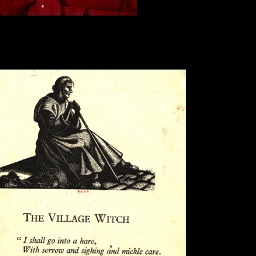 THE VILLAGE WITCH
“ I shall go into a hare,
With sorrow and sighing and mickle care.